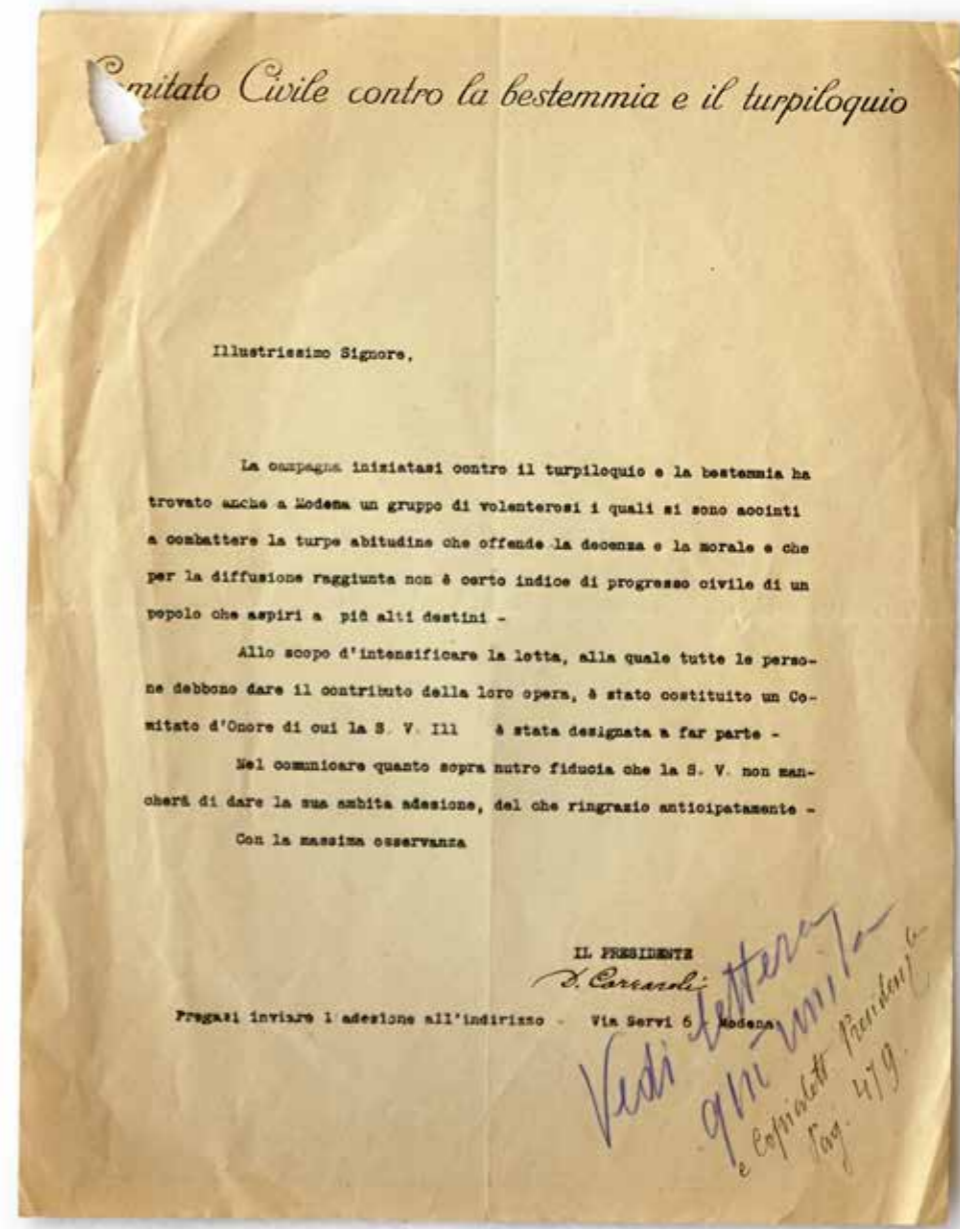 Comitato Civile contro la bestemmia e il turpiloquio
Illustrissimo Signore,
La campagna iniziatasi contro il turpiloquio e la bestemmia ha
trovato anche a Modena un gruppo di volenterosi i quali si sono accinti
a combattere la turpe abitudine che offende la decenza e la morale e che
per la diffusione raggiunta non è certo indice di progresso civile di un
popolo che aspiri a più alti destini -
Allo scopo d'intensificare la lotta, alla quale tutte le perso-
ne debbono dare il contributo della loro opera, è stato costituito un Co-
mitato d'Onore di cui la S. V. Ill è stata designata a far parte -
Nel comunicare quanto sopra nutro fiducia che la S. V. non man-
cherà di dare la sua ambita adesione, del che ringrazio anticipatamente -
Con la massima osservanza
IL PRESIDENTE
D.
Pregasi inviare l'adesione all'indirizzo - Via Servi 6 - Modena
Vedi lettera
qui unita
e Copialett Presidenza
Pag. 479.